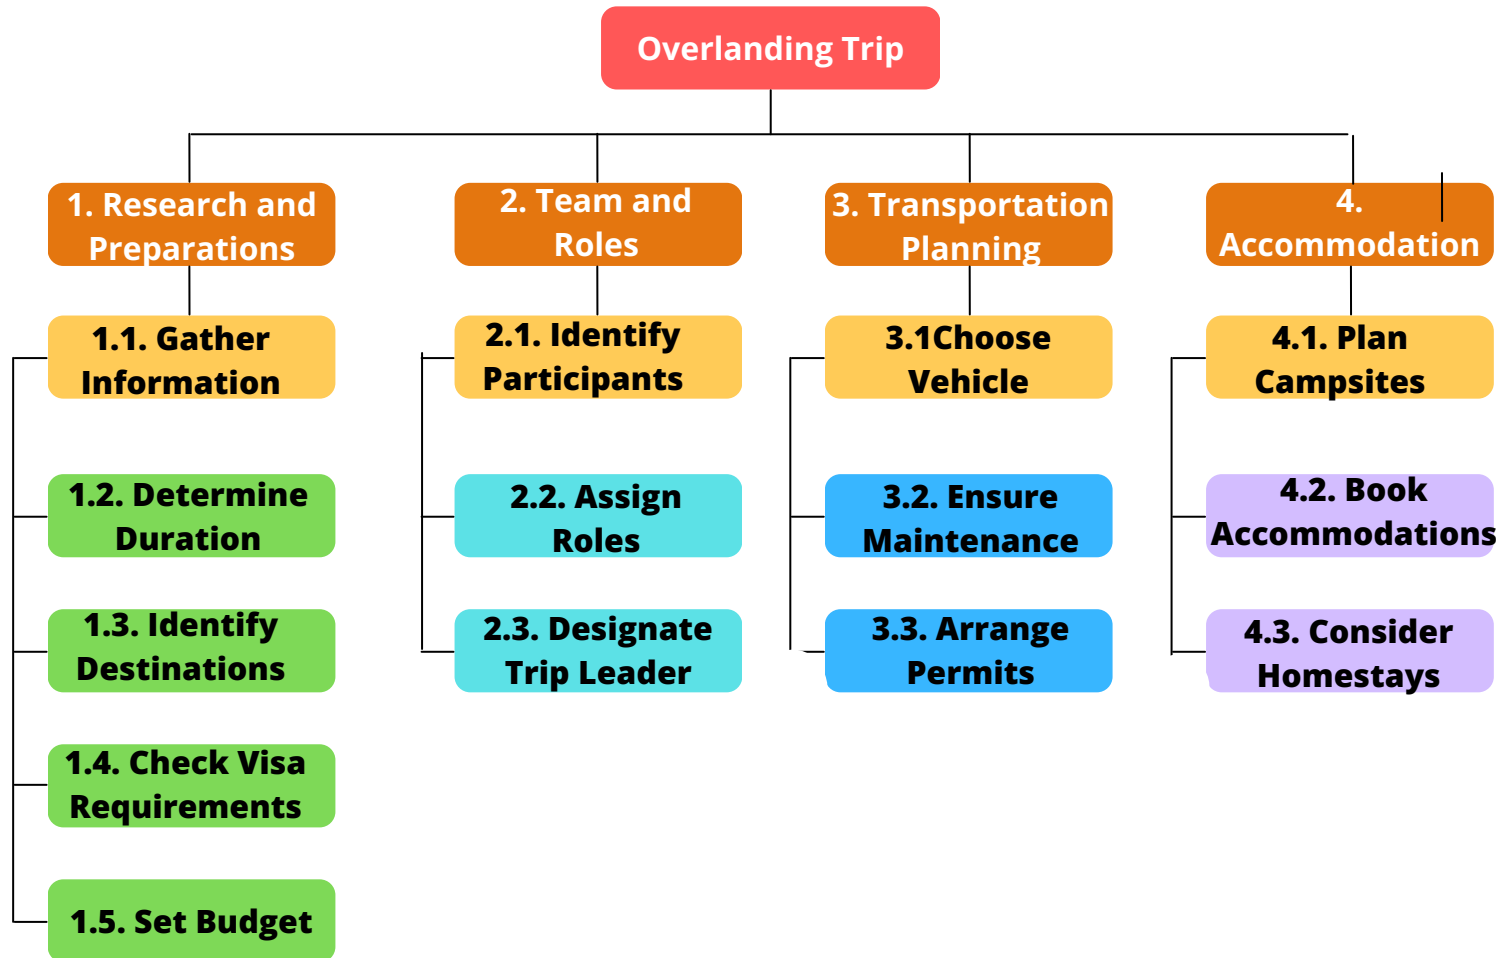 Overlanding Trip
1. Research and
Preparations
2. Team and
Roles
3. Transportation
Planning
4.
Accommodation
1.1. Gather
Information
2.1. Identify
Participants
3.1Choose
Vehicle
4.1. Plan
Campsites
1.2. Determine
Duration
2.2. Assign
Roles
3.2. Ensure
Maintenance
4.2. Book
Accommodations
1.3. Identify
Destinations
2.3. Designate
Trip Leader
3.3. Arrange
Permits
4.3. Consider
Homestays
1.4. Check Visa
Requirements
1.5. Set Budget